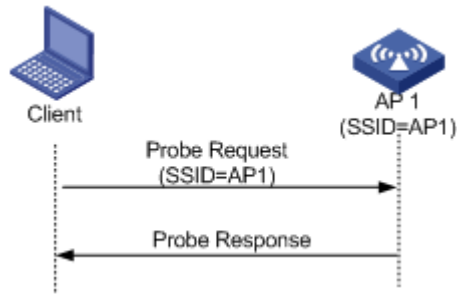 Client
AP 1
(SSID=AP1)
Probe Request
(SSID=AP1)
Probe Response